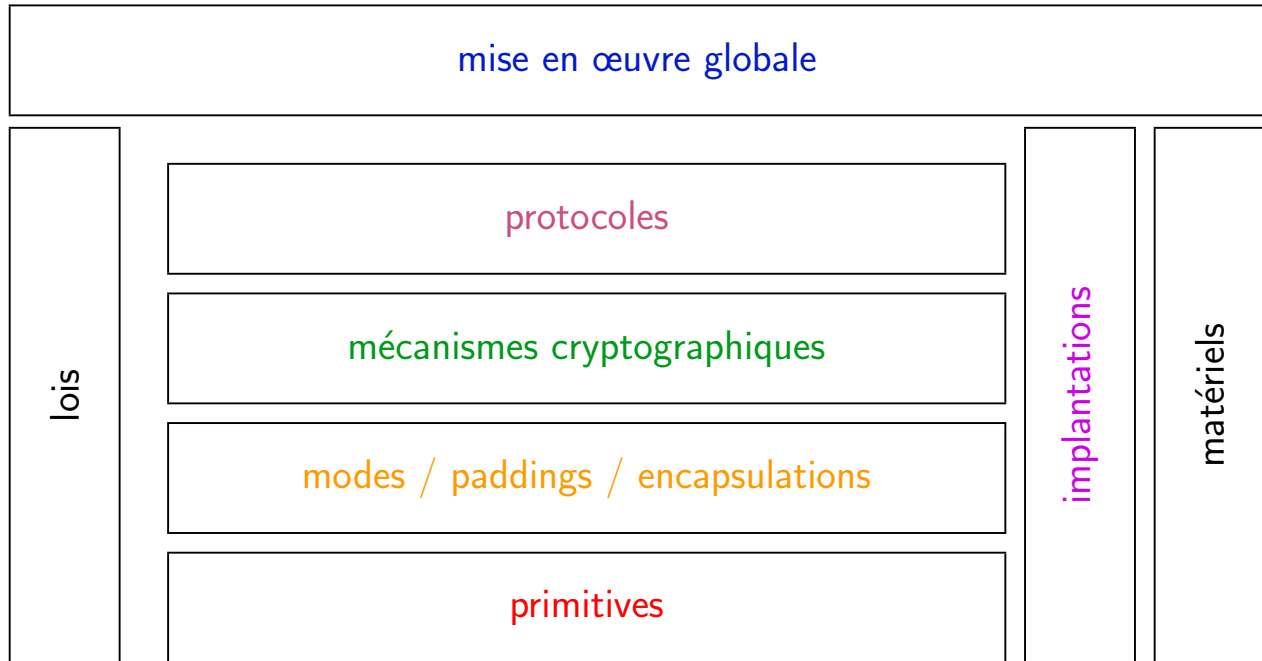 mise en œuvre globale
lois
protocoles
mécanismes cryptographiques
modes / paddings / encapsulations
primitives
implantations
matériels